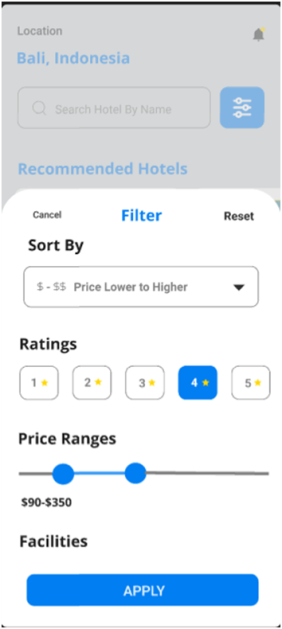 Location
Bali, Indonesia
Search Hotel By Name
Recommended Hotels
Cancel Filter Reset
Sort By
$ - $$ Price Lower to Higher
Ratings
1 2 3 4 5
Price Ranges
$90-$350
Facilities
APPLY